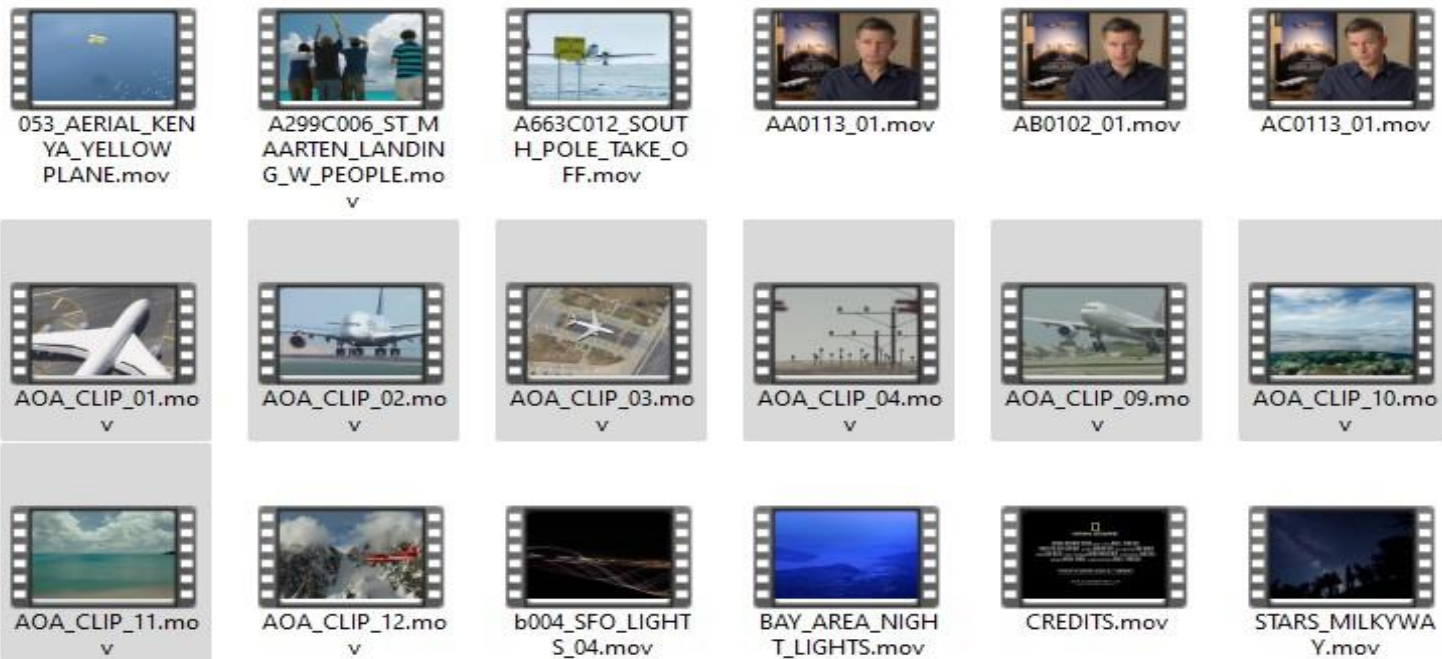 053_AERIAL_KEN
YA_YELLOW
PLANE.mov
A299C006_ST_M
AARTEN_LANDIN
G_W_PEOPLE.mo
v
A663C012_SOUT
H_POLE_TAKE_O
FF.mov
AA0113_01.mov
AB0102_01.mov
AC0113_01.mov
AOA_CLIP_01.mo
v
AOA_CLIP_02.mo
v
AOA_CLIP_03.mo
v
AOA_CLIP_04.mo
v
AOA_CLIP_09.mo
v
AOA_CLIP_10.mo
v
AOA_CLIP_11.mo
v
AOA_CLIP_12.mo
v
b004_SFO_LIGHT
S_04.mov
BAY_AREA_NIGH
T_LIGHTS.mov
CREDITS.mov
STARS_MILKYWA
Y.mov